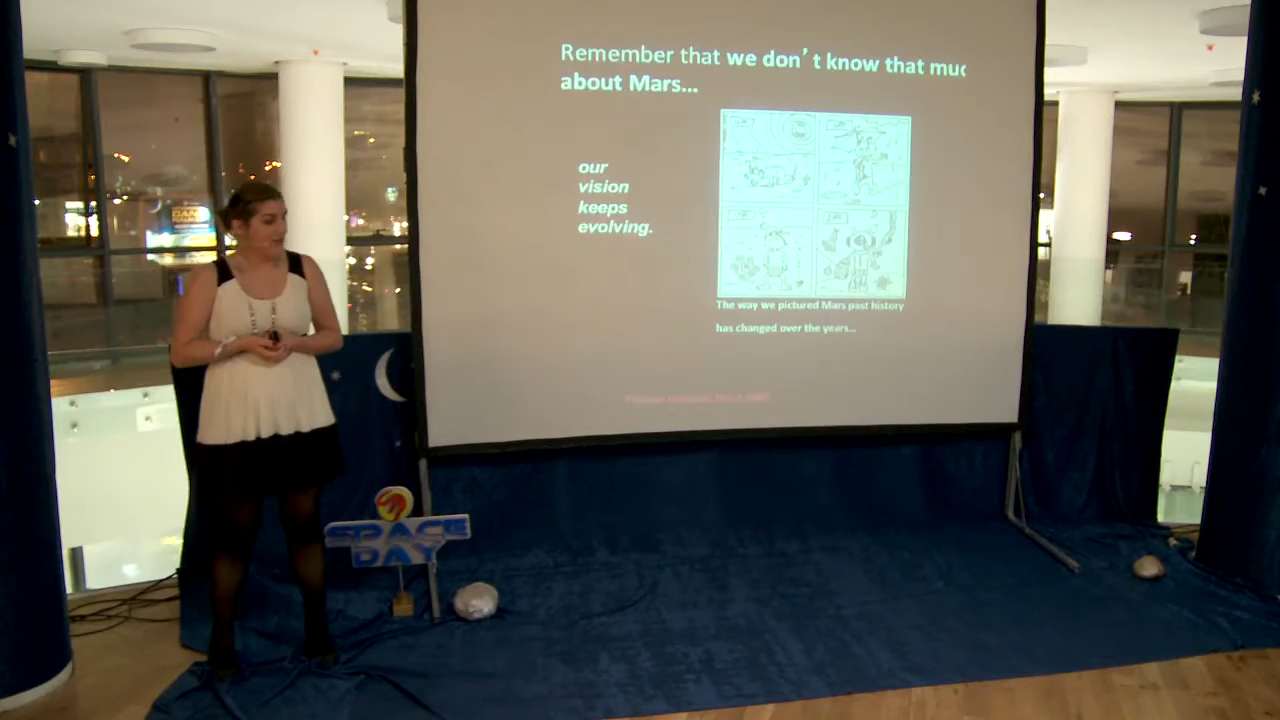 Remember that we don't know that muc
about Mars...
our
vision
keeps
evolving.
The way we pictured Mars past history
has changed over the years...
SPACE
DAY